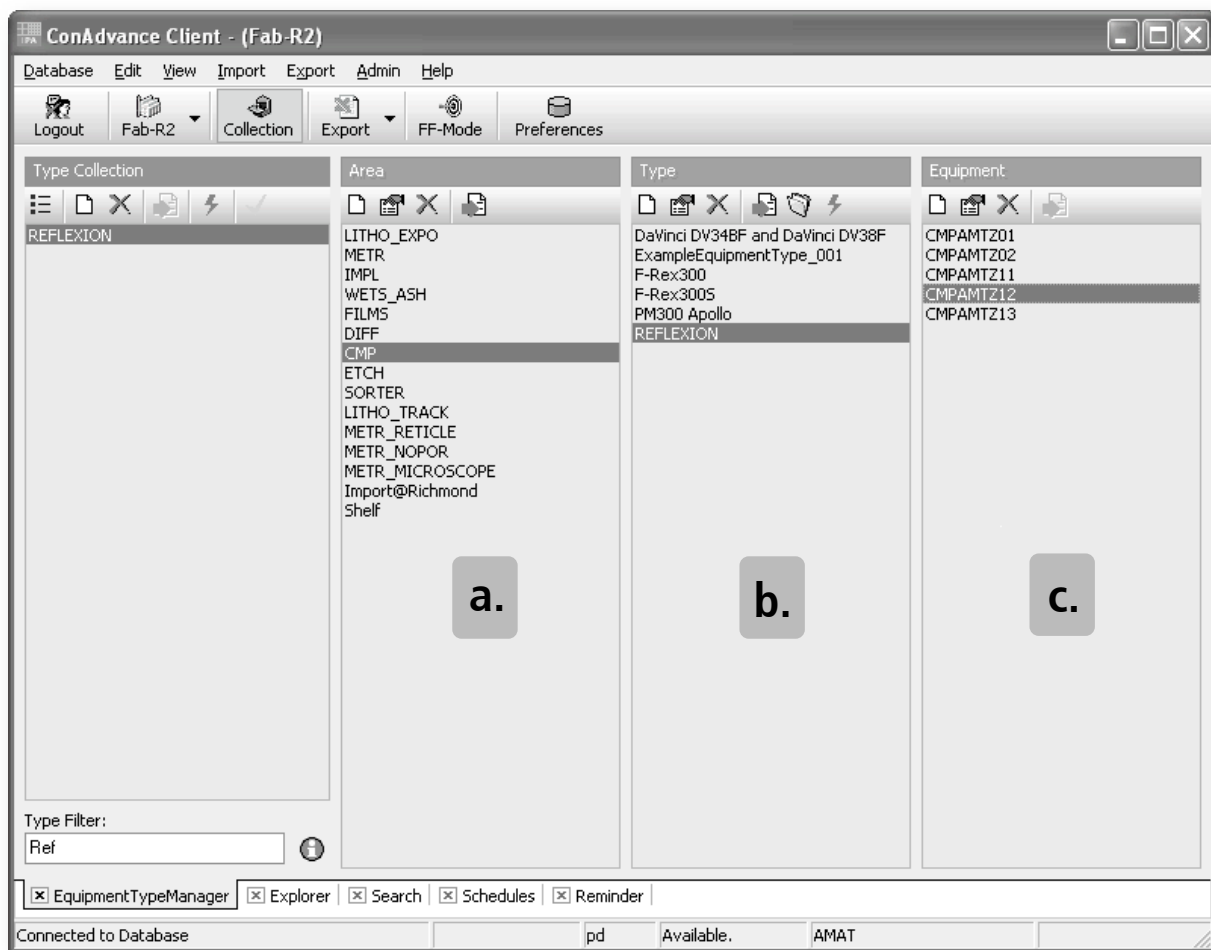 ConAdvance Client - (Fab-R2)
Database Edit View Import Export Admin Help
Logout Fab-R2 Collection Export FF-Mode Preferences
Type Collection
REFLEXION
Type Filter:
Ref
Area
LITHO_EXPO
METR
IMPL
WETS_ASH
FILMS
DIFF
CMP
ETCH
SORTER
LITHO_TRACK
METR_RETICLE
METR_NOPOR
METR_MICROSCOPE
Import@Richmond
Shelf
a.
Type
DaVinci DV34BF and DaVinci DV38F
ExampleEquipmentType_001
F-Rex300
F-Rex300S
PM300 Apollo
REFLEXION
b.
Equipment
CMPAMTZ01
CMPAMTZ02
CMPAMTZ11
CMPAMTZ12
CMPAMTZ13
c.
EquipmentTypeManager Explorer Search Schedules Reminder
Connected to Database pd Available. AMAT